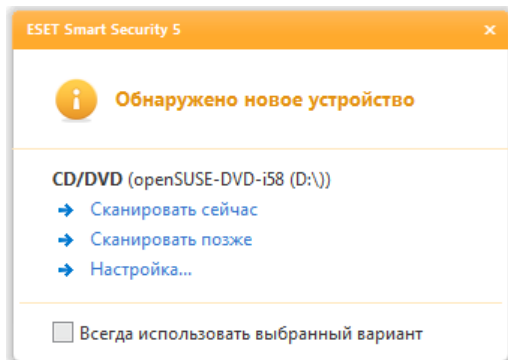 ESET Smart Security 5
Обнаружено новое устройство
CD/DVD (openSUSE-DVD-i58 (D:\))
Сканировать сейчас
Сканировать позже
Настройка...
Всегда использовать выбранный вариант